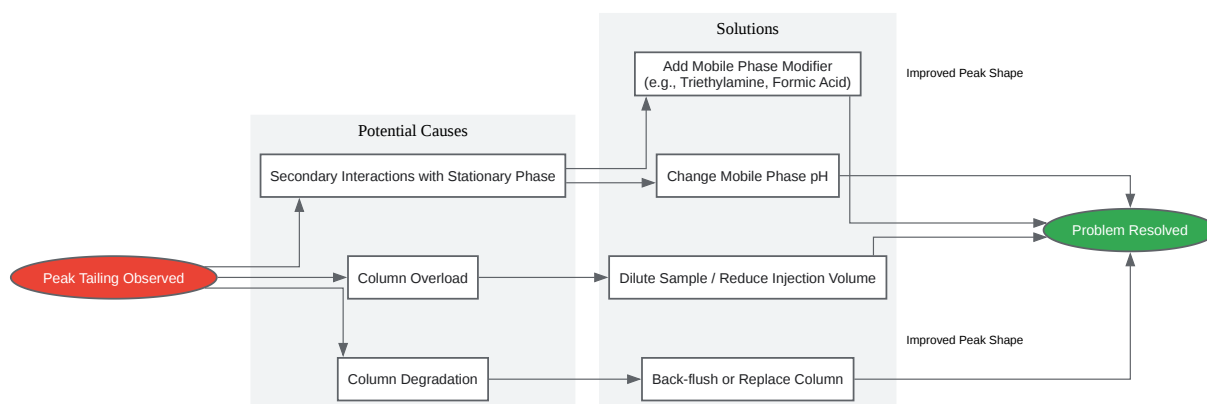 Solutions
Add Mobile Phase Modifier
(e.g., Triethylamine, Formic Acid)
Improved Peak Shape
Potential Causes
Secondary Interactions with Stationary Phase
Change Mobile Phase pH
Problem Resolved
Peak Tailing Observed
Column Overload
Dilute Sample / Reduce Injection Volume
Improved Peak Shape
Column Degradation
Back-flush or Replace Column